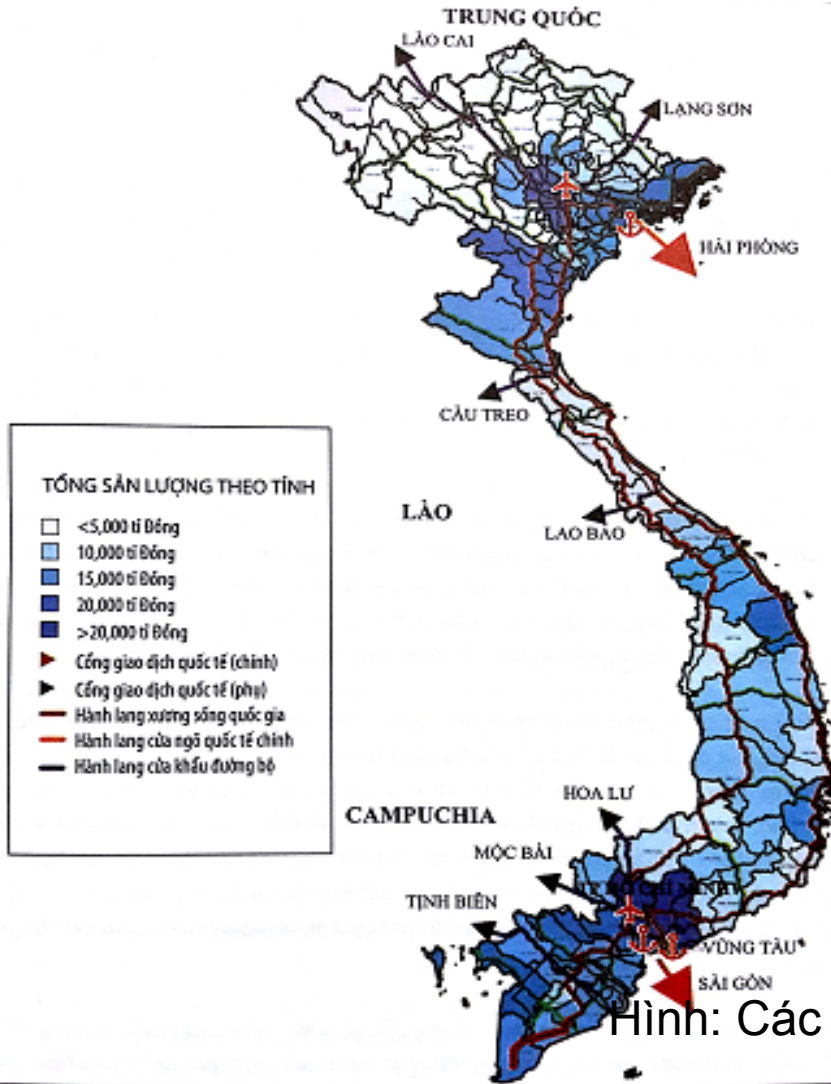 TRUNG QUỐC
LÀO CAI
LẠNG SƠN
HẢI PHÒNG
CẦU TREO
LÀO
LAO BẢO
TỔNG SẢN LƯỢNG THEO TỈNH
<5,000 tỉ Đồng
10,000 tỉ Đồng
15,000 tỉ Đồng
20,000 tỉ Đồng
>20,000 tỉ Đồng
Cổng giao dịch quốc tế (chính)
Cổng giao dịch quốc tế (phụ)
Hành lang xương sống quốc gia
Hành lang cửa ngõ quốc tế chính
Hành lang cửa khẩu đường bộ
HOA LƯ
CAMPUCHIA
MỘC BÀI
TP HỒ CHÍ MINH
TỊNH BIÊN
VŨNG TÀU
SÀI GÒN
Hình: Các